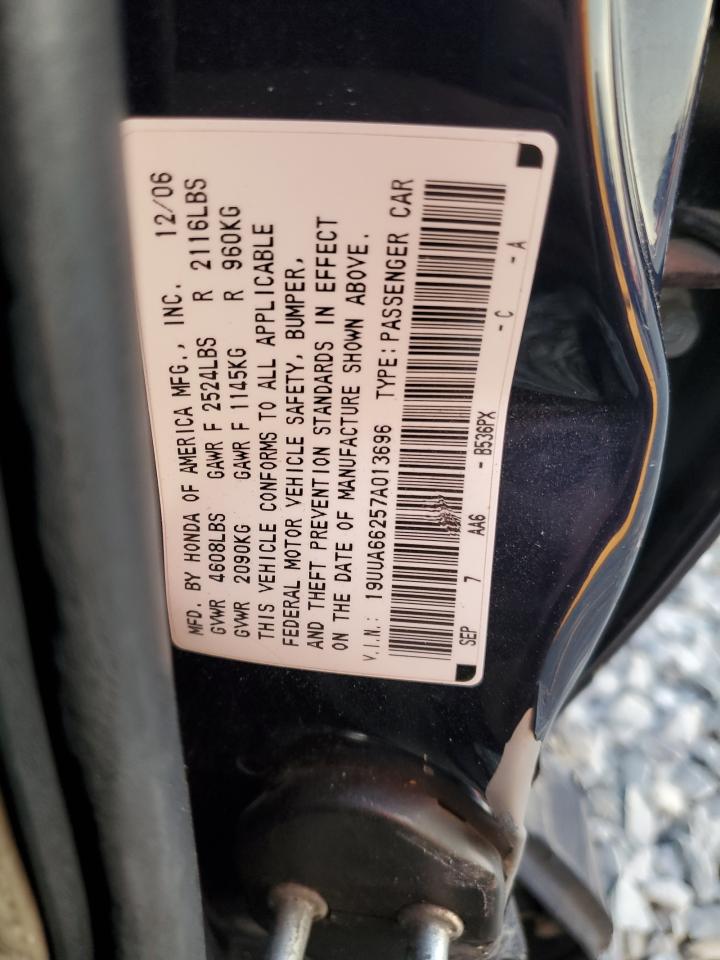 MFD. BY HONDA OF AMERICA MFG., INC. 12/06
GVWR 4608LBS GAWR F 2524LBS R 2116LBS
GVWR 2090KG GAWR F 1145KG R 960KG
THIS VEHICLE CONFORMS TO ALL APPLICABLE
FEDERAL MOTOR VEHICLE SAFETY, BUMPER,
AND THEFT PREVENTION STANDARDS IN EFFECT
ON THE DATE OF MANUFACTURE SHOWN ABOVE.
V.I.N.: 19UUA66257A013696 TYPE: PASSENGER CAR
SEP 7 AA6 - B536PX - C - A